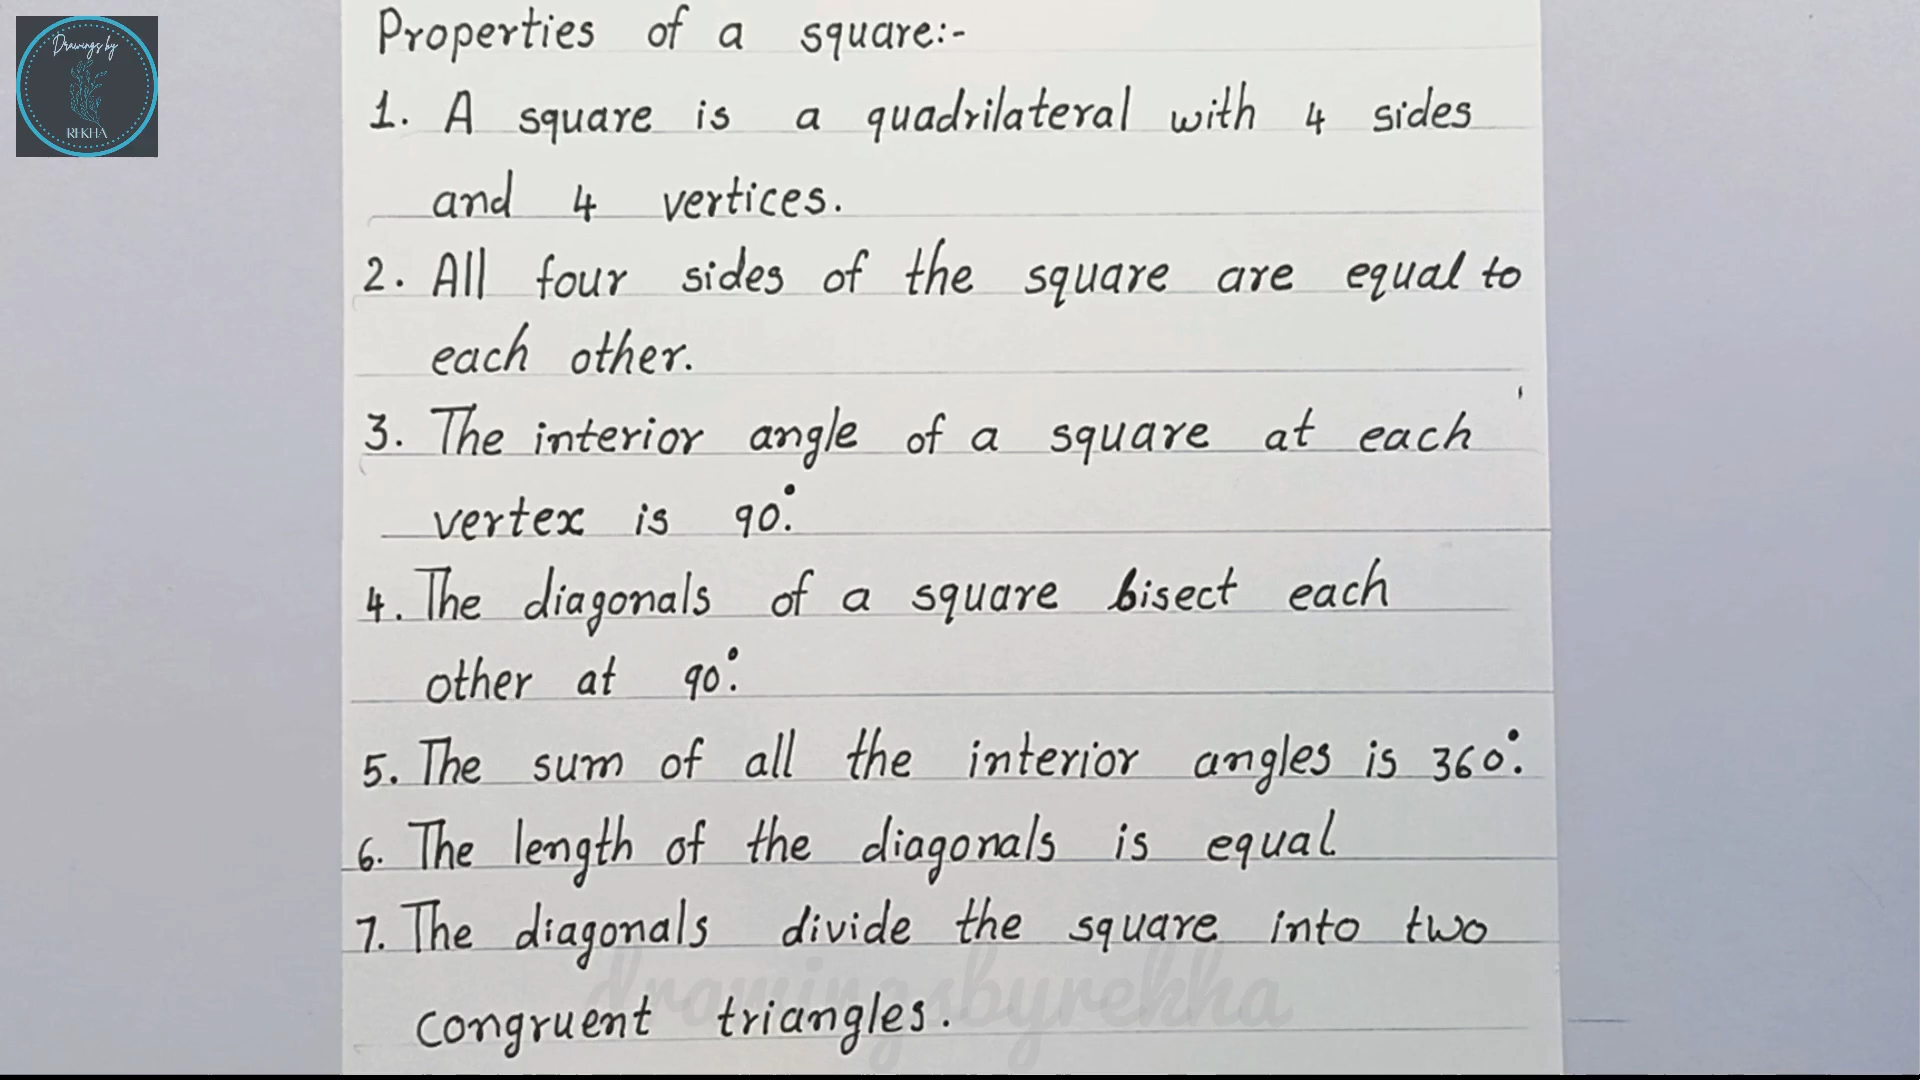 Drawings by
REKHA
Properties of a square:-
1. A square is a quadrilateral with 4 sides
and 4 vertices.
2. All four sides of the square are equal to
each other.
3. The interior angle of a square at each
vertex is 90°.
4. The diagonals of a square bisect each
other at 90°.
5. The sum of all the interior angles is 360°.
6. The length of the diagonals is equal.
7. The diagonals divide the square into two
congruent triangles.
drawingsbyrekha